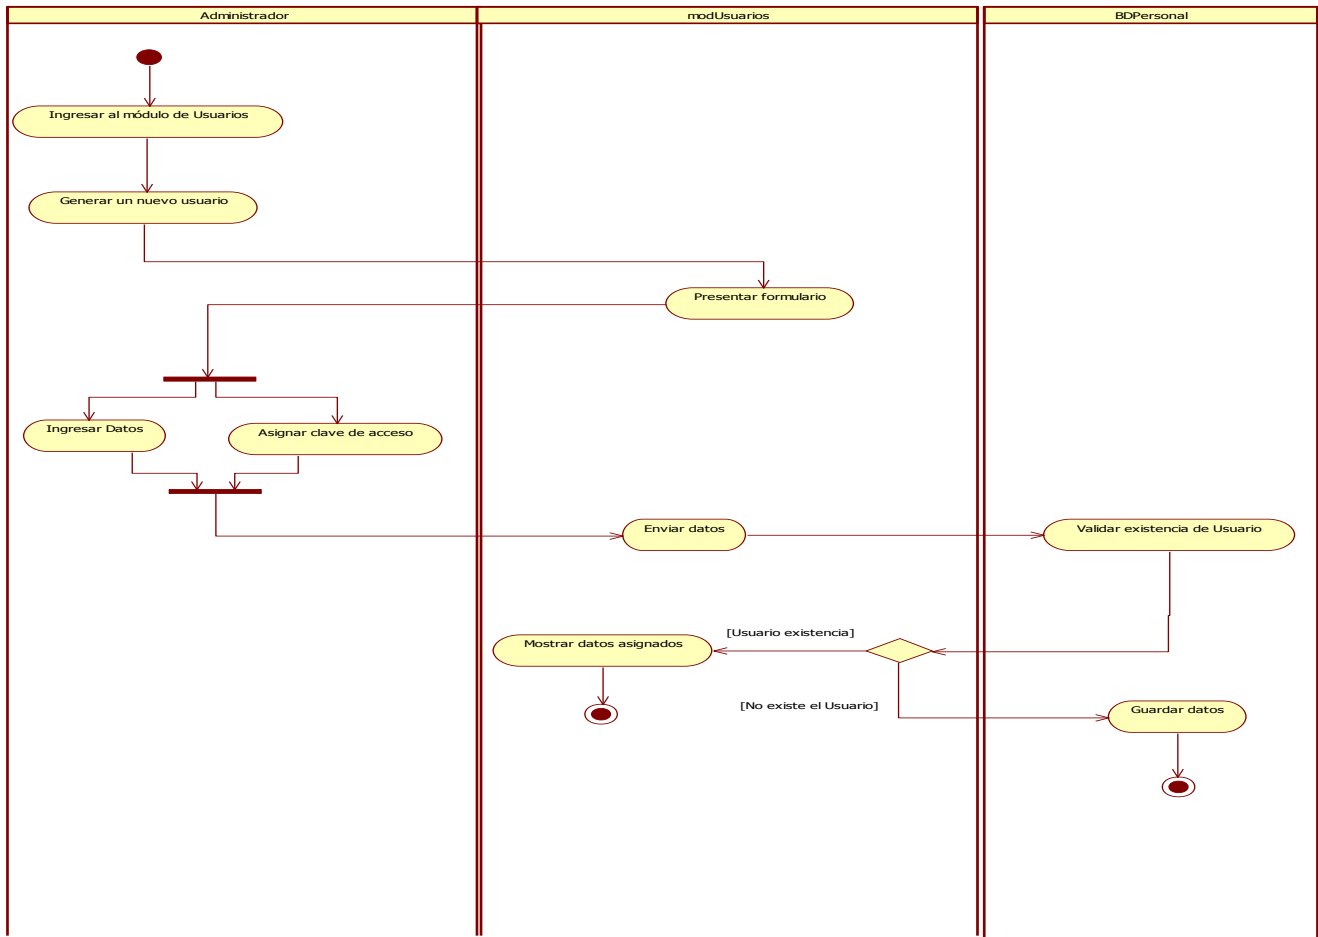 Administrador
modUsuarios
BDPersonal
Ingresar al módulo de Usuarios
Generar un nuevo usuario
Presentar formulario
Ingresar Datos
Asignar clave de acceso
Enviar datos
Validar existencia de Usuario
[Usuario existencia]
Mostrar datos asignados
[No existe el Usuario]
Guardar datos